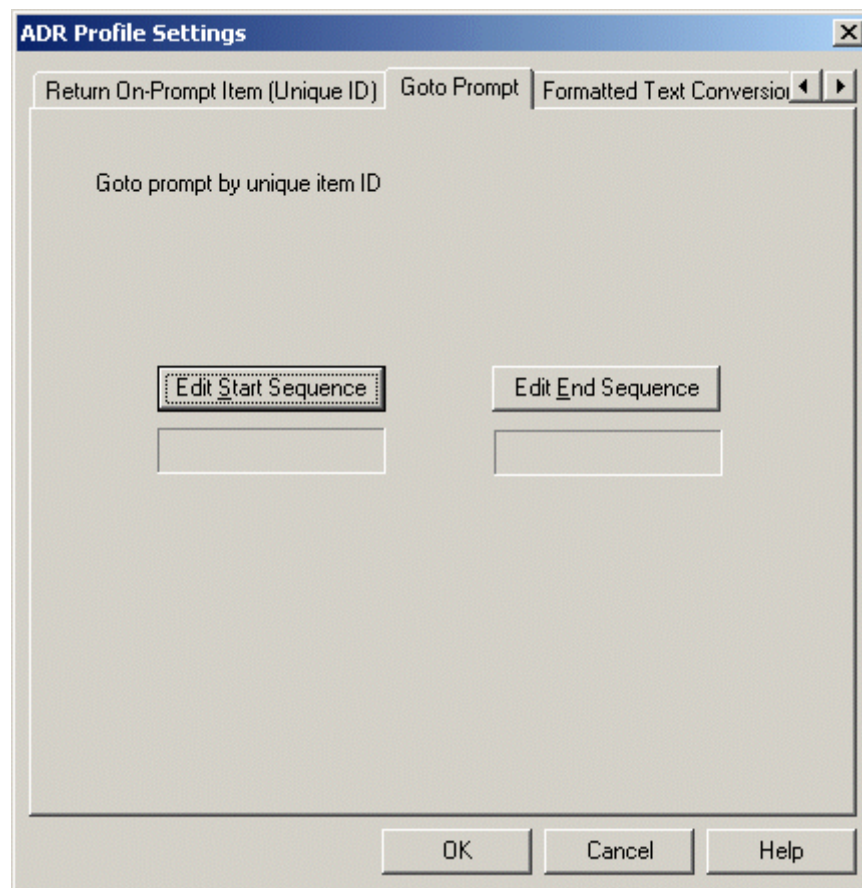 ADR Profile Settings
Return On-Prompt Item (Unique ID) Goto Prompt Formatted Text Conversion
Goto prompt by unique item ID
Edit Start Sequence Edit End Sequence
OK Cancel Help